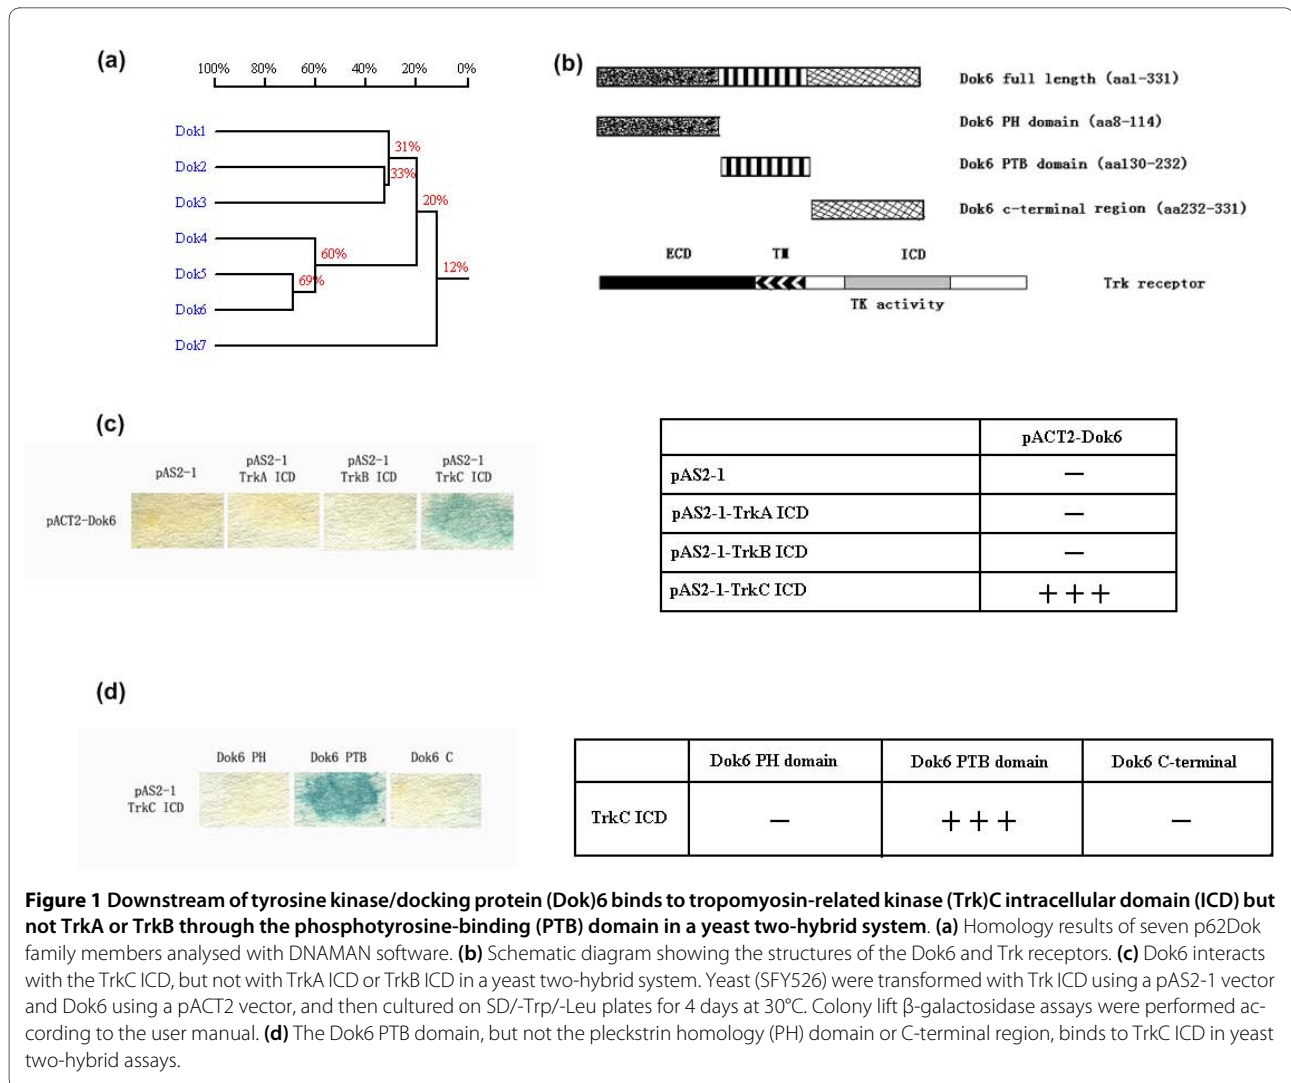 (a)
100% 80% 60% 40% 20% 0%
Dok1
Dok2
Dok3
Dok4
Dok5
Dok6
Dok7
31%
33%
20%
60%
69%
12%
(b)
Dok6 full length (aa1-331)
Dok6 PH domain (aa8-114)
Dok6 PTB domain (aa130-232)
Dok6 c-terminal region (aa232-331)
ECD TM ICD
Trk receptor
TK activity
(c)
pAS2-1
pAS2-1
TrkA ICD
pAS2-1
TrkB ICD
pAS2-1
TrkC ICD
pACT2-Dok6
pACT2-Dok6
pAS2-1 —
pAS2-1-TrkA ICD —
pAS2-1-TrkB ICD —
pAS2-1-TrkC ICD +++
(d)
Dok6 PH Dok6 PTB Dok6 C
pAS2-1
TrkC ICD
Dok6 PH domain Dok6 PTB domain Dok6 C-terminal
TrkC ICD — +++ —
Figure 1 Downstream of tyrosine kinase/docking protein (Dok)6 binds to tropomyosin-related kinase (Trk)C intracellular domain (ICD) but
not TrkA or TrkB through the phosphotyrosine-binding (PTB) domain in a yeast two-hybrid system. (a) Homology results of seven p62Dok
family members analysed with DNAMAN software. (b) Schematic diagram showing the structures of the Dok6 and Trk receptors. (c) Dok6 interacts
with the TrkC ICD, but not with TrkA ICD or TrkB ICD in a yeast two-hybrid system. Yeast (SFY526) were transformed with Trk ICD using a pAS2-1 vector
and Dok6 using a pACT2 vector, and then cultured on SD/-Trp/-Leu plates for 4 days at 30°C. Colony lift β-galactosidase assays were performed ac-
cording to the user manual. (d) The Dok6 PTB domain, but not the pleckstrin homology (PH) domain or C-terminal region, binds to TrkC ICD in yeast
two-hybrid assays.